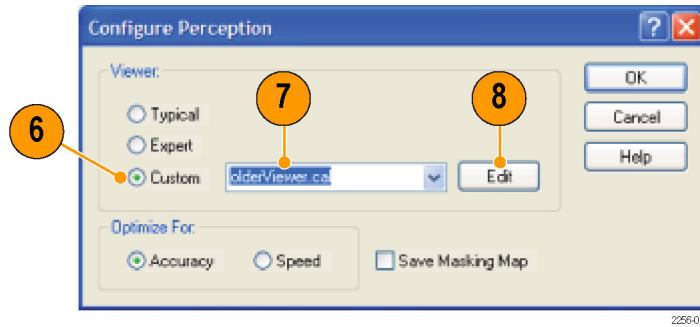 Configure Perception
Viewer:
OK
7
8
Typical
Cancel
6
Expert
Help
Custom
olderViewer.ca
Edit
Optimize For:
Accuracy
Speed
Save Masking Map
2256-0